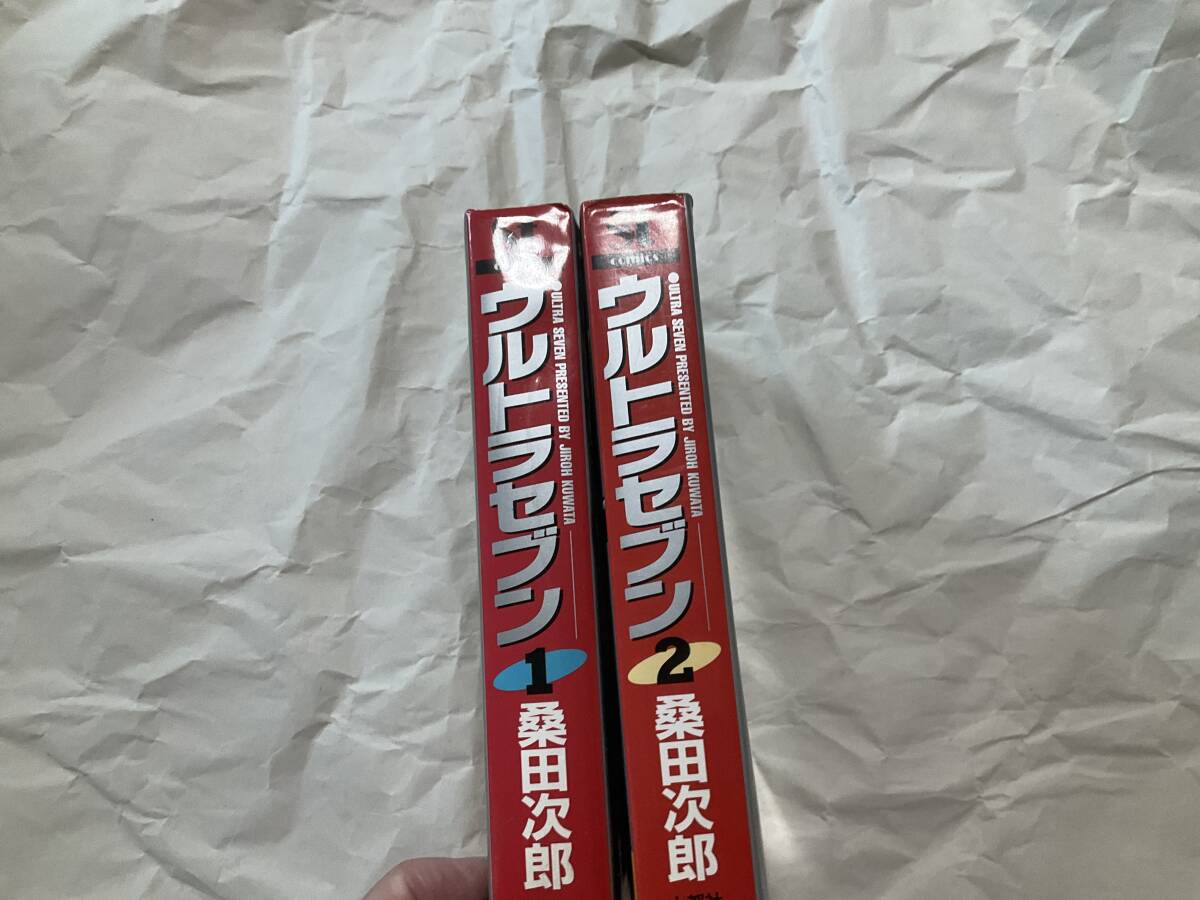 ウルトラセブン
●ULTRA SEVEN PRESENTED BY JIROH KUWATA
1
桑田次郎
comics
ウルトラセブン
●ULTRA SEVEN PRESENTED BY JIROH KUWATA
2
桑田次郎